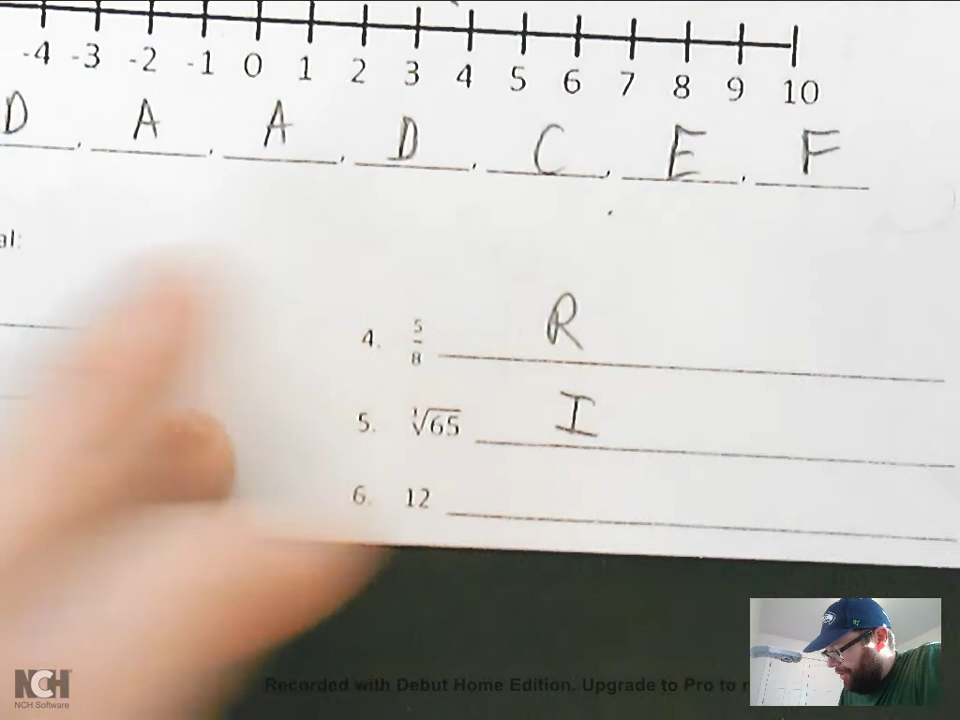 -4 -3 -2 -1 0 1 2 3 4 5 6 7 8 9 10
D, A, A, D, C, E, F
al:
4. 5/8 R
5. ∛65 I
6. 12
NCH
NCH Software
Recorded with Debut Home Edition. Upgrade to Pro to r